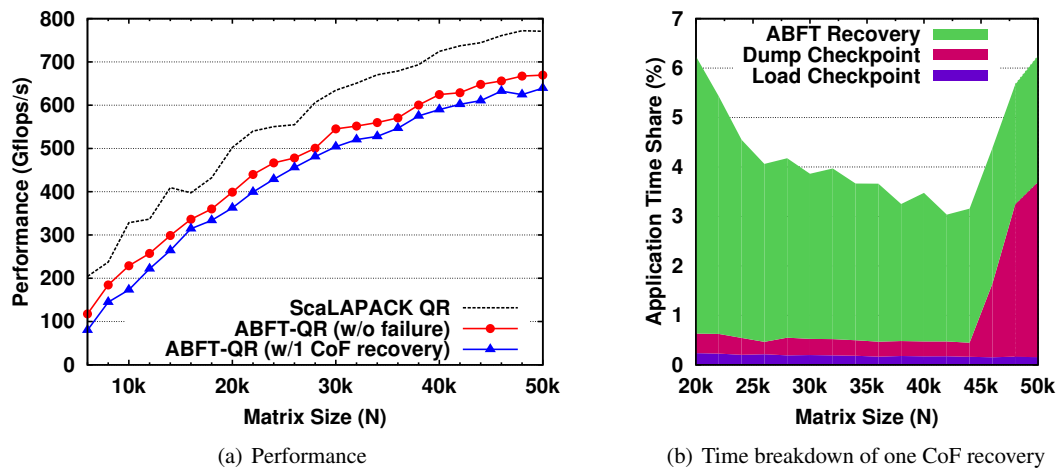 800
700
600
500
400
300
200
100
0
Performance (Gflops/s)
ScaLAPACK QR
ABFT-QR (w/o failure)
ABFT-QR (w/1 CoF recovery)
10k 20k 30k 40k 50k
Matrix Size (N)
(a) Performance
7
6
5
4
3
2
1
0
Application Time Share (%)
ABFT Recovery
Dump Checkpoint
Load Checkpoint
20k 25k 30k 35k 40k 45k 50k
Matrix Size (N)
(b) Time breakdown of one CoF recovery